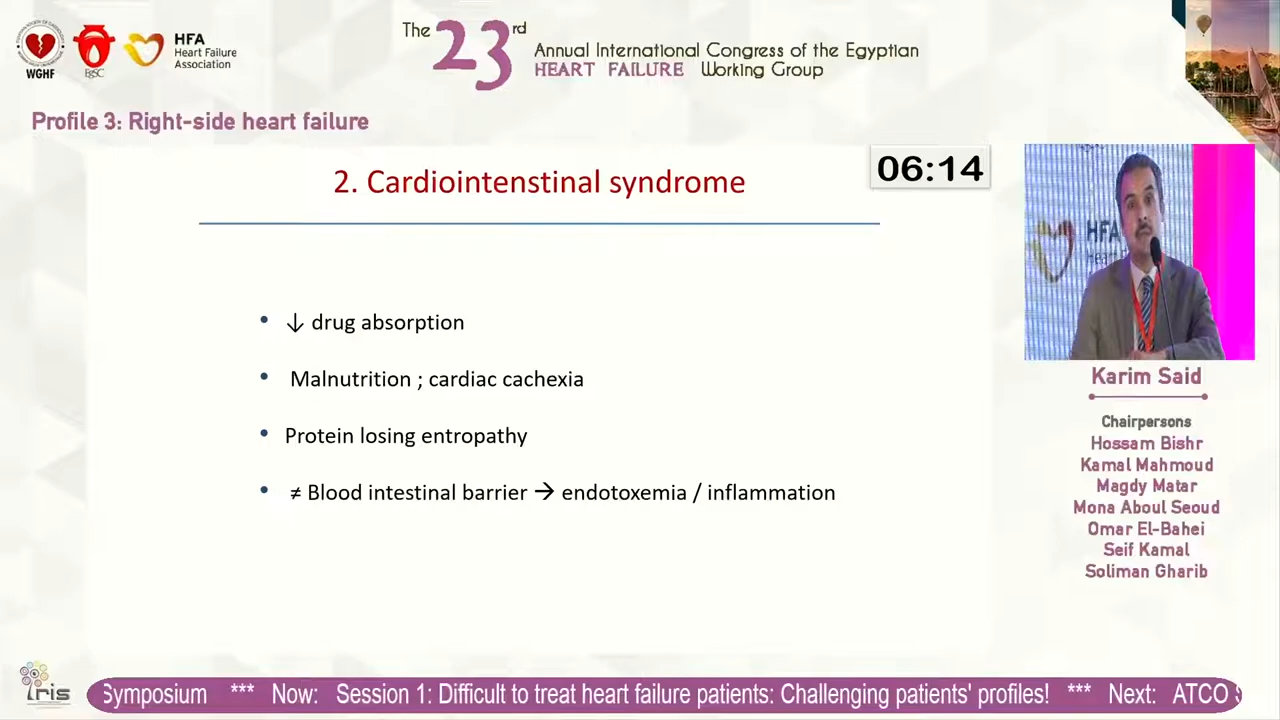 WGHF
EgSC
HFA
Heart Failure
Association
The 23rd
Annual International Congress of the Egyptian
HEART FAILURE Working Group
Profile 3: Right-side heart failure
2. Cardiointenstinal syndrome
06:14
• ↓ drug absorption
• Malnutrition ; cardiac cachexia
• Protein losing entropathy
• ≠ Blood intestinal barrier → endotoxemia / inflammation
HFA
Karim Said
Chairpersons
Hossam Bishr
Kamal Mahmoud
Magdy Matar
Mona Aboul Seoud
Omar El-Bahei
Seif Kamal
Soliman Gharib
Iris
Symposium *** Now: Session 1: Difficult to treat heart failure patients: Challenging patients' profiles! *** Next: ATCO